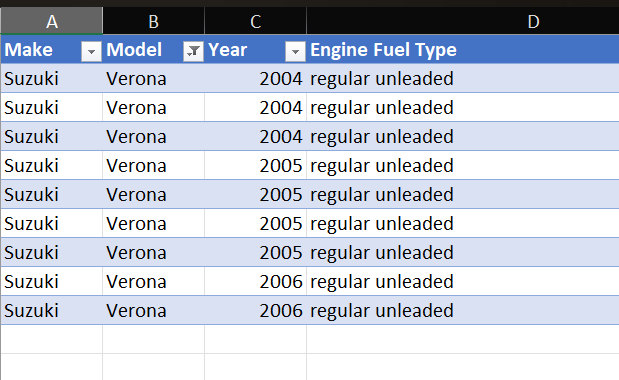 A B C D
Make Model Year Engine Fuel Type
Suzuki Verona 2004 regular unleaded
Suzuki Verona 2004 regular unleaded
Suzuki Verona 2004 regular unleaded
Suzuki Verona 2005 regular unleaded
Suzuki Verona 2005 regular unleaded
Suzuki Verona 2005 regular unleaded
Suzuki Verona 2005 regular unleaded
Suzuki Verona 2006 regular unleaded
Suzuki Verona 2006 regular unleaded